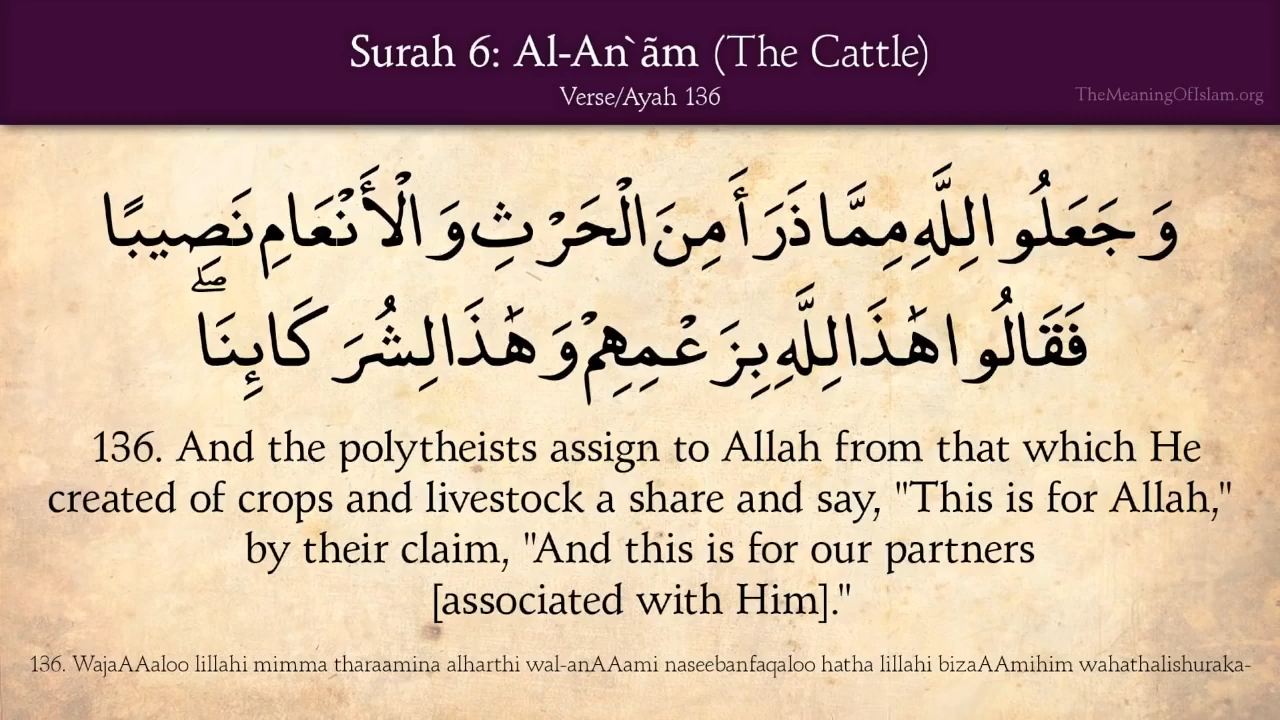 Surah 6: Al-An`ãm (The Cattle)
Verse/Ayah 136
TheMeaningOfIslam.org
وَجَعَلُوا لِلَّهِ مِمَّا ذَرَأَ مِنَ الْحَرْثِ وَالْأَنْعَامِ نَصِيبًا
فَقَالُوا هَٰذَا لِلَّهِ بِزَعْمِهِمْ وَهَٰذَا لِشُرَكَائِنَا ۖ
136. And the polytheists assign to Allah from that which He
created of crops and livestock a share and say, "This is for Allah,"
by their claim, "And this is for our partners
[associated with Him]."
136. WajaAAaloo lillahi mimma tharaamina alharthi wal-anAAami naseebanfaqaloo hatha lillahi bizaAAmihim wahathalishuraka-